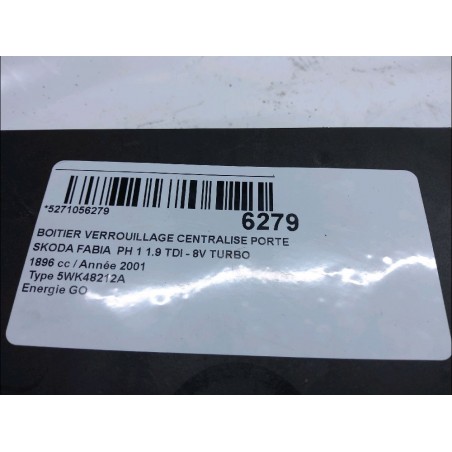 *5271056279
6279
BOITIER VERROUILLAGE CENTRALISE PORTE
SKODA FABIA PH 1 1.9 TDI - 8V TURBO
1896 cc / Année 2001
Type 5WK48212A
Energie GO